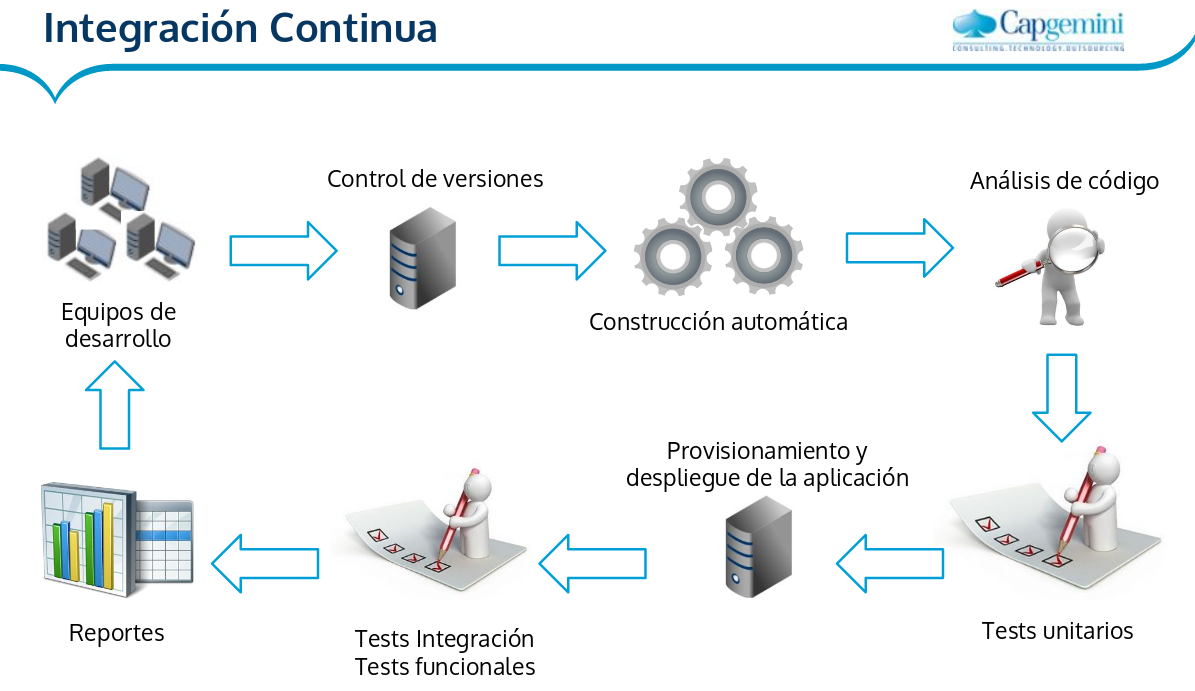 Integración Continua
Capgemini
CONSULTING.TECHNOLOGY.OUTSOURCING
Control de versiones
Análisis de código
Equipos de
desarrollo
Construcción automática
Provisionamiento y
despliegue de la aplicación
Reportes
Tests Integración
Tests funcionales
Tests unitarios